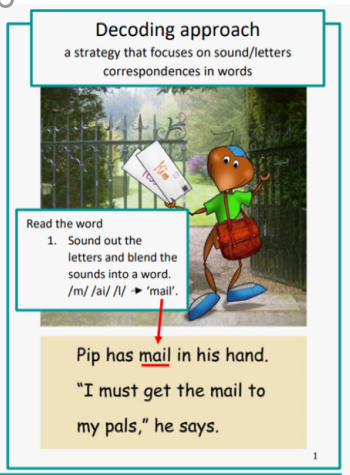 Decoding approach
a strategy that focuses on sound/letters
correspondences in words
Kim
Read the word
1. Sound out the
letters and blend the
sounds into a word.
/m/ /ai/ /l/ → ‘mail’.
Pip has mail in his hand.
“I must get the mail to
my pals,” he says.
1